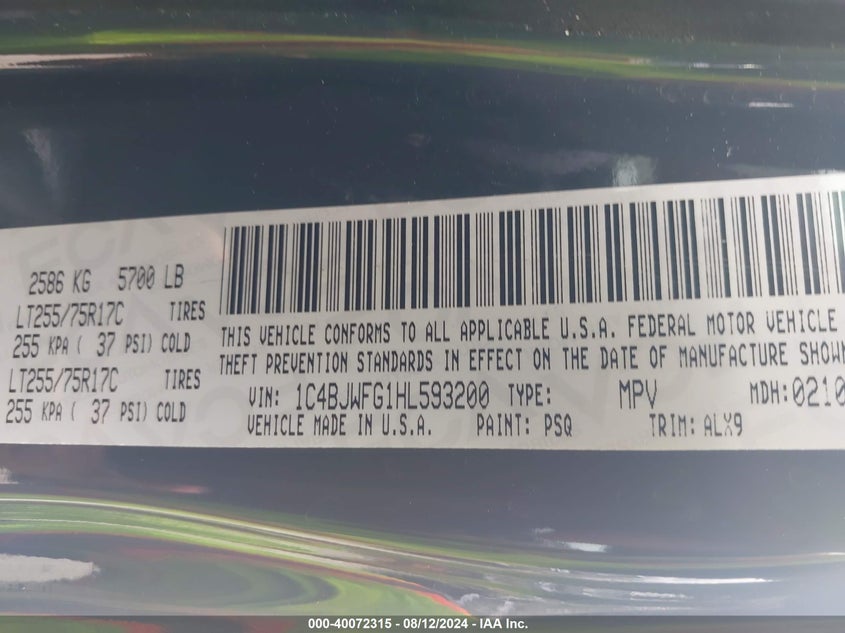 2586 KG 5700 LB
LT255/75R17C TIRES
255 KPA ( 37 PSI) COLD
LT255/75R17C TIRES
255 KPA ( 37 PSI) COLD
THIS VEHICLE CONFORMS TO ALL APPLICABLE U.S.A. FEDERAL MOTOR VEHICLE
THEFT PREVENTION STANDARDS IN EFFECT ON THE DATE OF MANUFACTURE SHOWN
VIN: 1C4BJWFG1HL593200 TYPE: MPV MDH:0210
VEHICLE MADE IN U.S.A. PAINT: PSQ TRIM: ALX9
000-40072315 - 08/12/2024 - IAA Inc.